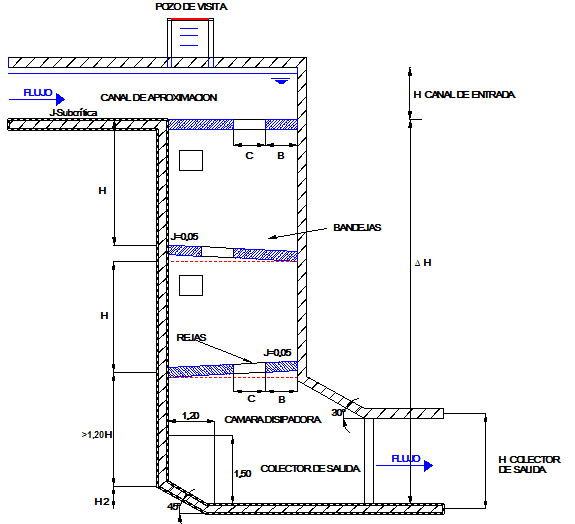 POZO DE VISITA
FLUJO
CANAL DE APROXIMACION
H CANAL DE ENTRADA
J-Subcrítica
C
B
H
BANDEJAS
J=0,05
Δ H
H
REJAS
J=0,05
C
B
1,20
CAMARA DISIPADORA
30°
>1,20H
1,50
COLECTOR DE SALIDA
FLUJO
H COLECTOR
DE SALIDA
H2
45°